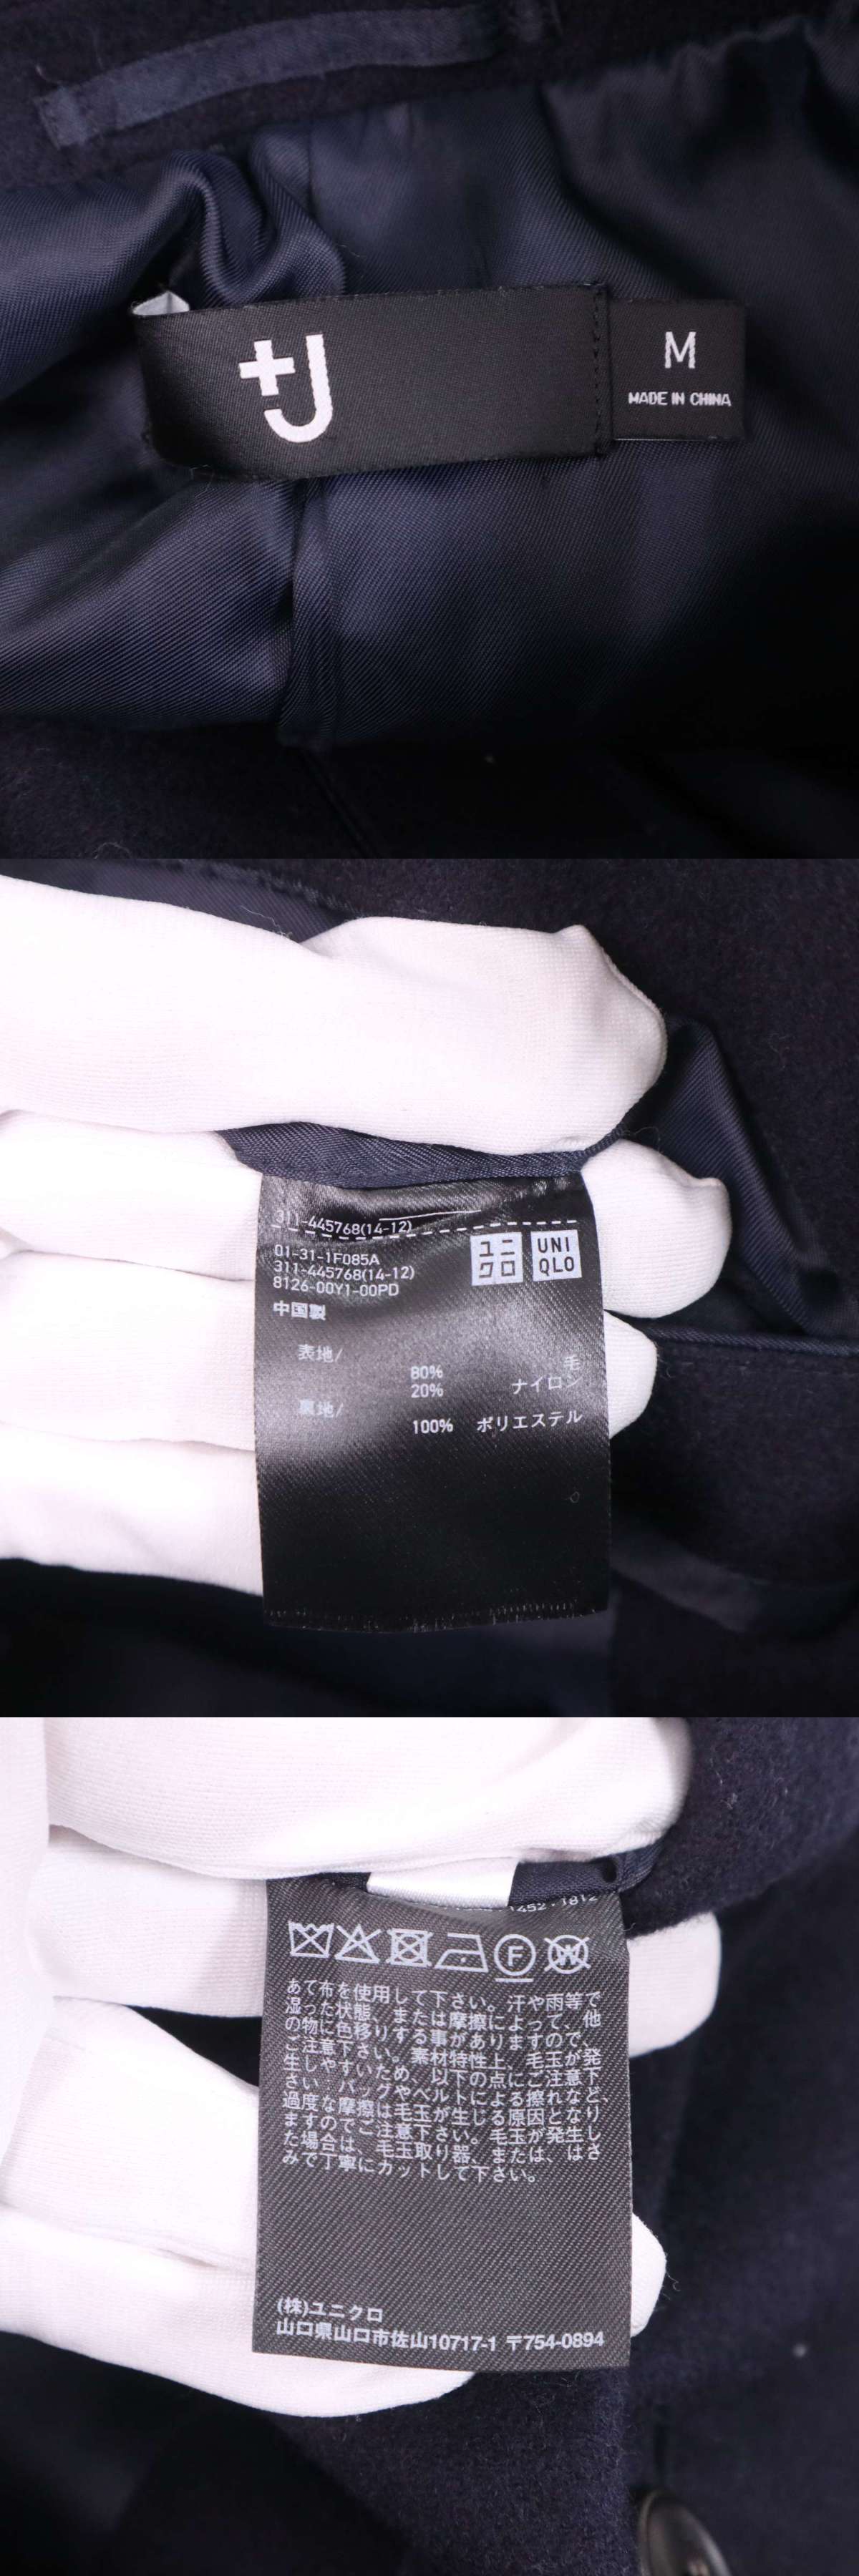 +J
M
MADE IN CHINA
311-445768(14-12)
01-31-1F085A
311-445768(14-12)
8126-00Y1-00PD
ユニ
クロ
UNI
QLO
中国製
表地/
毛
80%
ナイロン
20%
裏地/
100% ポリエステル
1452・1812
F
W
あて布を使用して下さい。汗や雨等で
湿った状態、または摩擦によって、他
の物に色移りする事がありますので、
ご注意下さい。素材特性上、毛玉が発
生しやすいため、以下の点にご注意下
さい。バッグやベルトによる擦れなど、
過度な摩擦は毛玉が生じる原因となり
ますのでご注意下さい。毛玉が発生し
た場合は、毛玉取り器、または、はさ
みで丁寧にカットして下さい。
(株)ユニクロ
山口県山口市佐山10717-1 〒754-0894